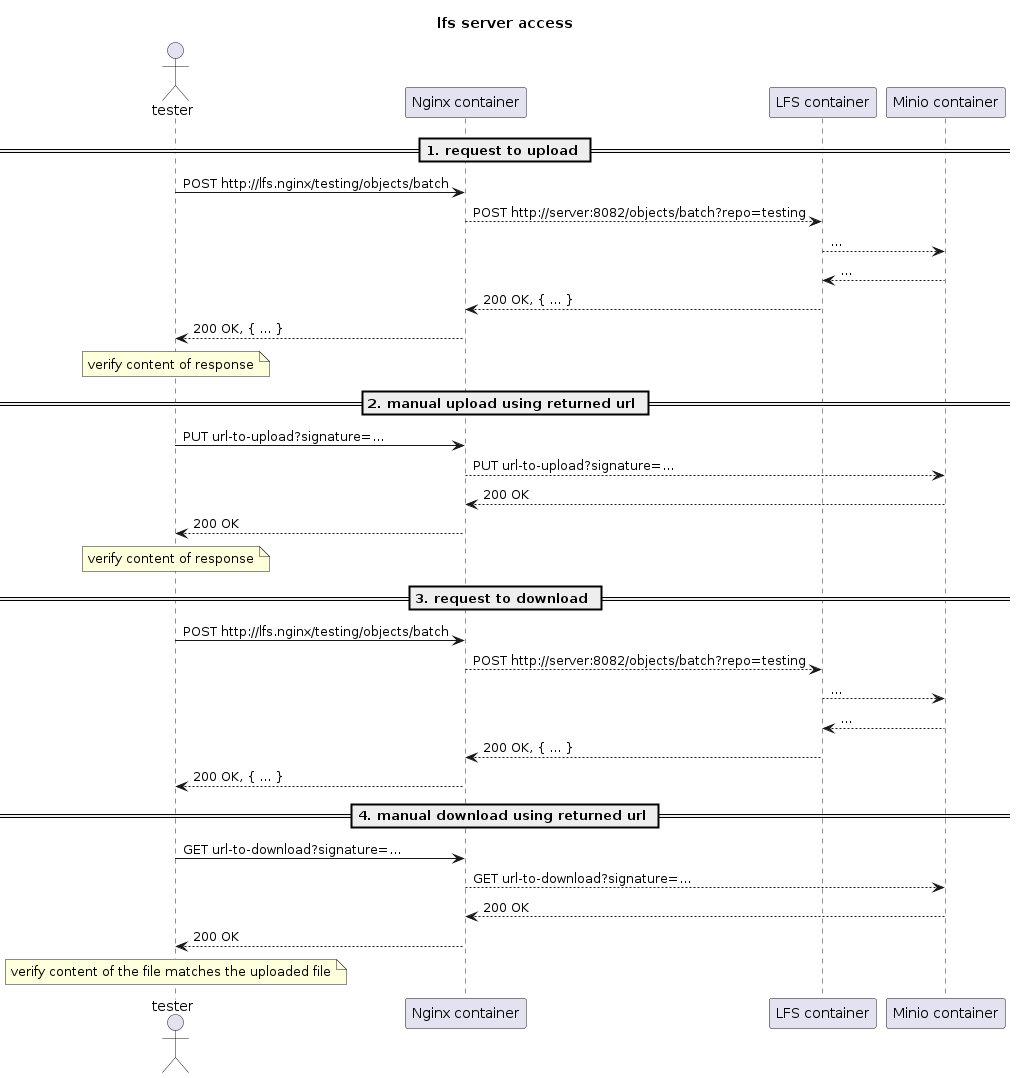 lfs server access
tester
Nginx container
LFS container
Minio container
1. request to upload
POST http://lfs.nginx/testing/objects/batch
POST http://server:8082/objects/batch?repo=testing
...
...
200 OK, { ... }
200 OK, { ... }
verify content of response
2. manual upload using returned url
PUT url-to-upload?signature=...
PUT url-to-upload?signature=...
200 OK
200 OK
verify content of response
3. request to download
POST http://lfs.nginx/testing/objects/batch
POST http://server:8082/objects/batch?repo=testing
...
...
200 OK, { ... }
200 OK, { ... }
4. manual download using returned url
GET url-to-download?signature=...
GET url-to-download?signature=...
200 OK
200 OK
verify content of the file matches the uploaded file
tester
Nginx container
LFS container
Minio container